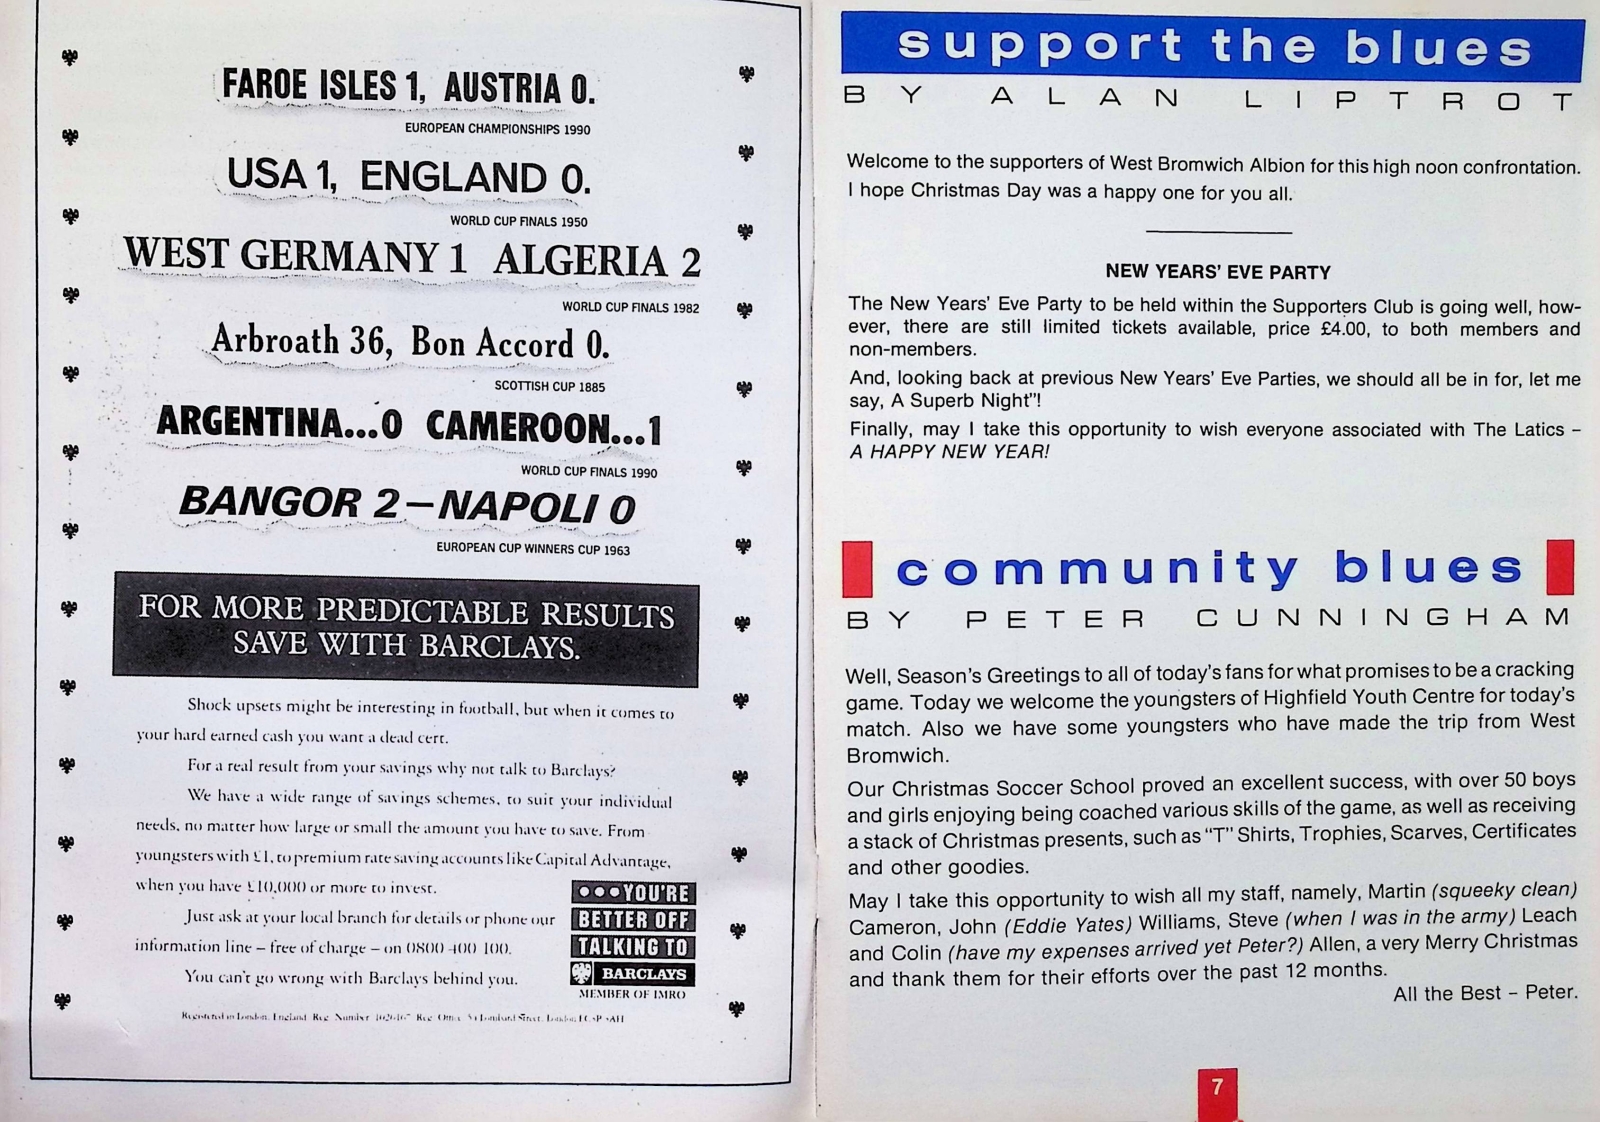 FAROE ISLES 1, AUSTRIA 0.
EUROPEAN CHAMPIONSHIPS 1990
USA 1, ENGLAND 0.
WORLD CUP FINALS 1950
WEST GERMANY 1 ALGERIA 2
WORLD CUP FINALS 1982
Arbroath 36, Bon Accord 0.
SCOTTISH CUP 1885
ARGENTINA...0 CAMEROON...1
WORLD CUP FINALS 1990
BANGOR 2–NAPOLI 0
EUROPEAN CUP WINNERS CUP 1963
FOR MORE PREDICTABLE RESULTS
SAVE WITH BARCLAYS.
Shock upsets might be interesting in football, but when it comes to
your hard earned cash you want a dead cert.
For a real result from your savings why not talk to Barclays?
We have a wide range of savings schemes, to suit your individual
needs, no matter how large or small the amount you have to save. From
youngsters with £1, to premium rate saving accounts like Capital Advantage,
when you have £10,000 or more to invest.
Just ask at your local branch for details or phone our
information line – free of charge – on 0800 400 100.
You can't go wrong with Barclays behind you.
•••YOU'RE
BETTER OFF
TALKING TO
BARCLAYS
MEMBER OF IMRO
Registered in London, England. Reg. Number Reg. Office: Lombard Street, London
support the blues
BY ALAN LIPTROT
Welcome to the supporters of West Bromwich Albion for this high noon confrontation.
I hope Christmas Day was a happy one for you all.
NEW YEARS' EVE PARTY
The New Years' Eve Party to be held within the Supporters Club is going well, how-
ever, there are still limited tickets available, price £4.00, to both members and
non-members.
And, looking back at previous New Years' Eve Parties, we should all be in for, let me
say, A Superb Night"!
Finally, may I take this opportunity to wish everyone associated with The Latics –
A HAPPY NEW YEAR!
community blues
BY PETER CUNNINGHAM
Well, Season's Greetings to all of today's fans for what promises to be a cracking
game. Today we welcome the youngsters of Highfield Youth Centre for today's
match. Also we have some youngsters who have made the trip from West
Bromwich.
Our Christmas Soccer School proved an excellent success, with over 50 boys
and girls enjoying being coached various skills of the game, as well as receiving
a stack of Christmas presents, such as "T" Shirts, Trophies, Scarves, Certificates
and other goodies.
May I take this opportunity to wish all my staff, namely, Martin (squeeky clean)
Cameron, John (Eddie Yates) Williams, Steve (when I was in the army) Leach
and Colin (have my expenses arrived yet Peter?) Allen, a very Merry Christmas
and thank them for their efforts over the past 12 months.
All the Best – Peter.
7